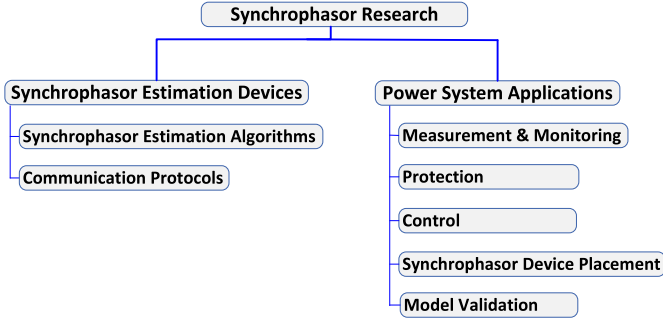 Synchrophasor Research
Synchrophasor Estimation Devices
Synchrophasor Estimation Algorithms
Communication Protocols
Power System Applications
Measurement & Monitoring
Protection
Control
Synchrophasor Device Placement
Model Validation